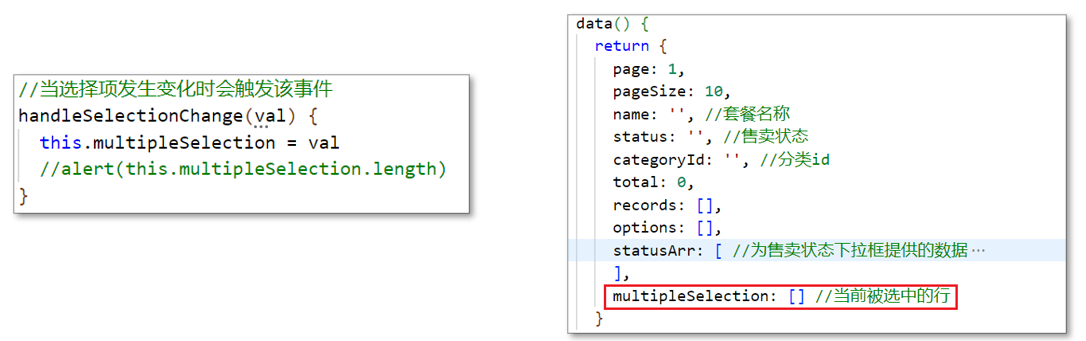 //当选择项发生变化时会触发该事件
handleSelectionChange(val) {
  this.multipleSelection = val
  //alert(this.multipleSelection.length)
}
data() {
  return {
    page: 1,
    pageSize: 10,
    name: '', //套餐名称
    status: '', //售卖状态
    categoryId: '', //分类id
    total: 0,
    records: [],
    options: [],
    statusArr: [ //为售卖状态下拉框提供的数据…
    ],
    multipleSelection: [] //当前被选中的行
  }